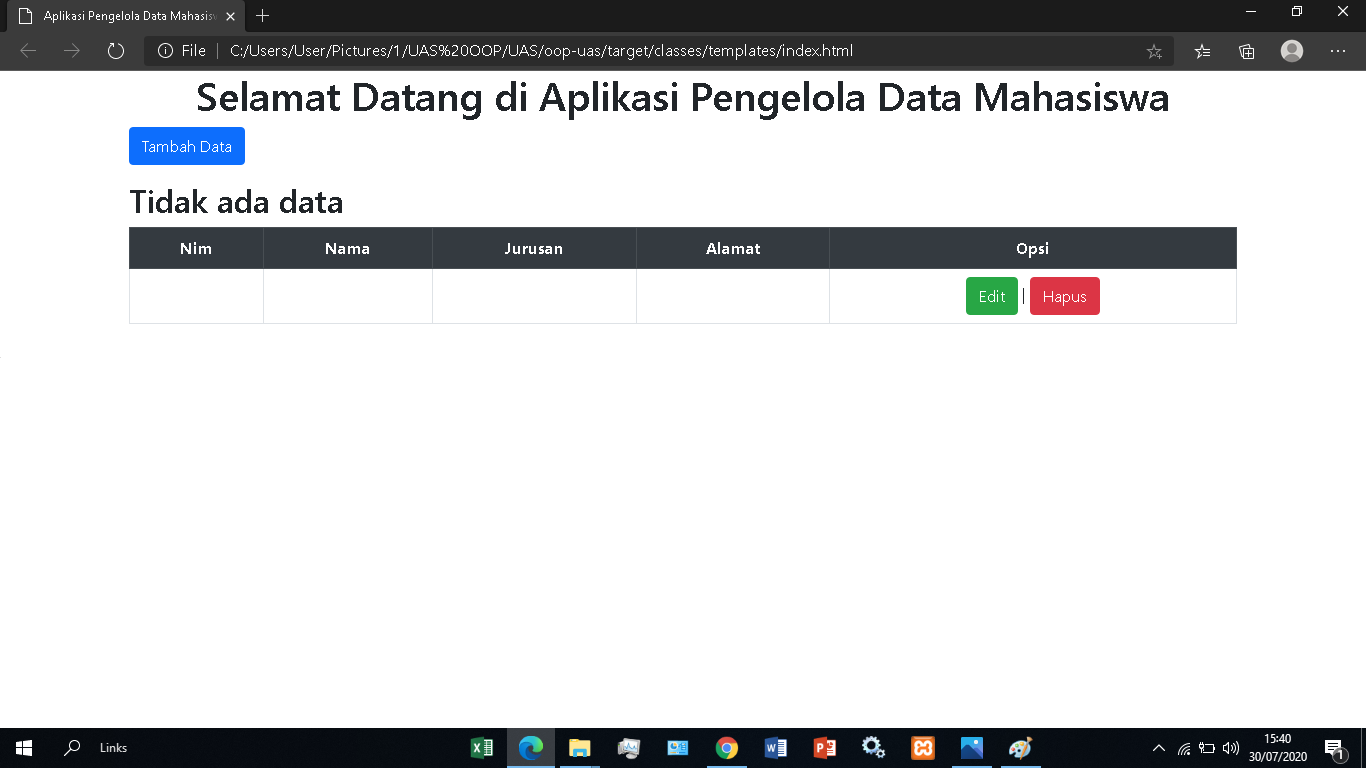 Aplikasi Pengelola Data Mahasisw
File
C:/Users/User/Pictures/1/UAS%20OOP/UAS/oop-uas/target/classes/templates/index.html
Selamat Datang di Aplikasi Pengelola Data Mahasiswa
Tambah Data
Tidak ada data
Nim Nama Jurusan Alamat Opsi
Edit | Hapus
Links
15:40
30/07/2020
1